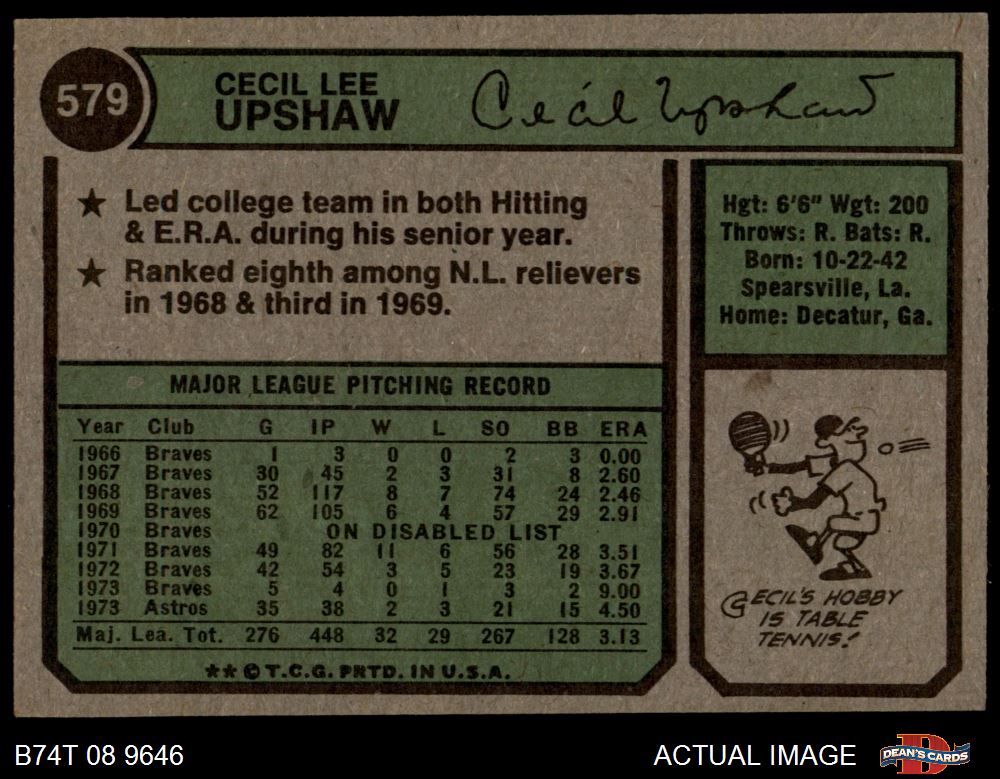 579
CECIL LEE
UPSHAW
Cecil Upshaw
★ Led college team in both Hitting
& E.R.A. during his senior year.
★ Ranked eighth among N.L. relievers
in 1968 & third in 1969.
Hgt: 6'6" Wgt: 200
Throws: R. Bats: R.
Born: 10-22-42
Spearsville, La.
Home: Decatur, Ga.
MAJOR LEAGUE PITCHING RECORD
Year Club G IP W L SO BB ERA
1966 Braves 1 3 0 0 2 3 0.00
1967 Braves 30 45 2 3 31 8 2.60
1968 Braves 52 117 8 7 74 24 2.46
1969 Braves 62 105 6 4 57 29 2.91
1970 Braves ON DISABLED LIST
1971 Braves 49 82 11 6 56 28 3.51
1972 Braves 42 54 3 5 23 19 3.67
1973 Braves 5 4 0 1 3 2 9.00
1973 Astros 35 38 2 3 21 15 4.50
Maj. Lea. Tot. 276 448 32 29 267 128 3.13
** © T.C.G. PRTD. IN U.S.A.
CECIL'S HOBBY
IS TABLE
TENNIS!
B74T 08 9646
ACTUAL IMAGE
DEAN'S CARDS